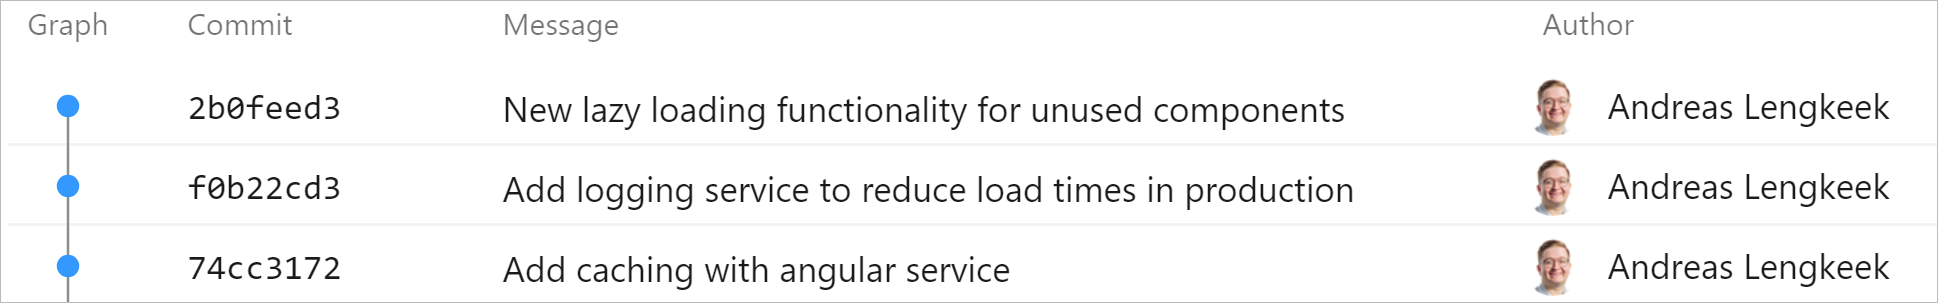 Graph Commit Message Author
2b0feed3 New lazy loading functionality for unused components Andreas Lengkeek
f0b22cd3 Add logging service to reduce load times in production Andreas Lengkeek
74cc3172 Add caching with angular service Andreas Lengkeek